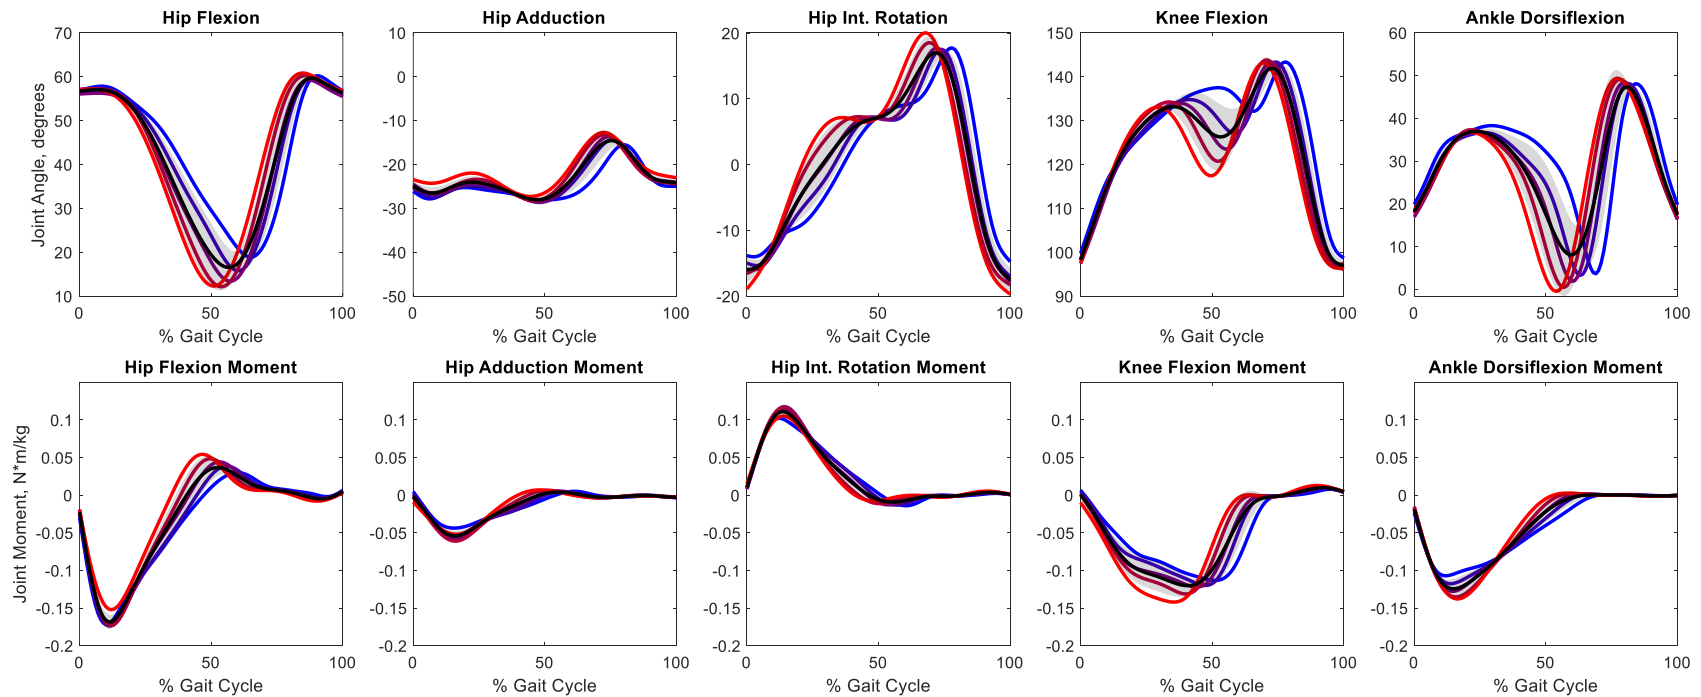 Hip Flexion
Hip Adduction
Hip Int. Rotation
Knee Flexion
Ankle Dorsiflexion
Joint Angle, degrees
70
60
50
40
30
20
10
0 50 100
% Gait Cycle
10
0
-10
-20
-30
-40
-50
0 50 100
% Gait Cycle
20
10
0
-10
-20
0 50 100
% Gait Cycle
150
140
130
120
110
100
90
0 50 100
% Gait Cycle
60
50
40
30
20
10
0
0 50 100
% Gait Cycle
Hip Flexion Moment
Hip Adduction Moment
Hip Int. Rotation Moment
Knee Flexion Moment
Ankle Dorsiflexion Moment
Joint Moment, N*m/kg
0.1
0.05
0
-0.05
-0.1
-0.15
-0.2
0 50 100
% Gait Cycle
0.1
0.05
0
-0.05
-0.1
-0.15
-0.2
0 50 100
% Gait Cycle
0.1
0.05
0
-0.05
-0.1
-0.15
-0.2
0 50 100
% Gait Cycle
0.1
0.05
0
-0.05
-0.1
-0.15
-0.2
0 50 100
% Gait Cycle
0.1
0.05
0
-0.05
-0.1
-0.15
-0.2
0 50 100
% Gait Cycle